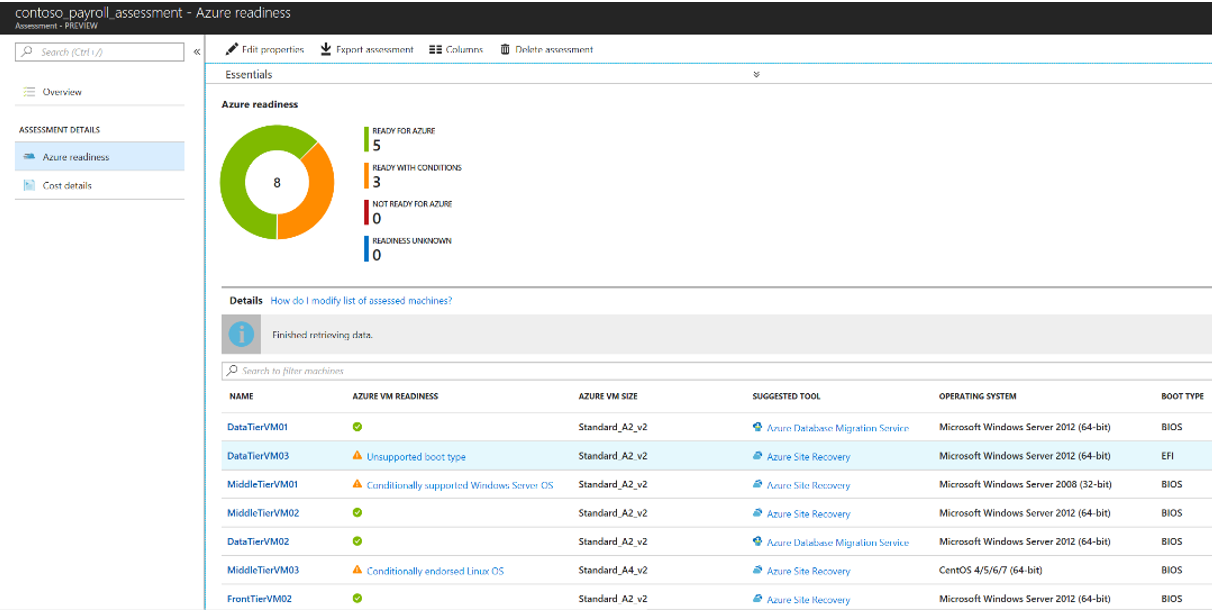 contoso_payroll_assessment - Azure readiness
Assessment - PREVIEW
Search (Ctrl+/)
«
Edit properties
Export assessment
Columns
Delete assessment
Essentials
Overview
Azure readiness
ASSESSMENT DETAILS
Azure readiness
Cost details
8
READY FOR AZURE
5
READY WITH CONDITIONS
3
NOT READY FOR AZURE
0
READINESS UNKNOWN
0
Details How do I modify list of assessed machines?
Finished retrieving data.
Search to filter machines
NAME AZURE VM READINESS AZURE VM SIZE SUGGESTED TOOL OPERATING SYSTEM BOOT TYPE
DataTierVM01 Standard_A2_v2 Azure Database Migration Service Microsoft Windows Server 2012 (64-bit) BIOS
DataTierVM03 Unsupported boot type Standard_A2_v2 Azure Site Recovery Microsoft Windows Server 2012 (64-bit) EFI
MiddleTierVM01 Conditionally supported Windows Server OS Standard_A2_v2 Azure Site Recovery Microsoft Windows Server 2008 (32-bit) BIOS
MiddleTierVM02 Standard_A2_v2 Azure Site Recovery Microsoft Windows Server 2012 (64-bit) BIOS
DataTierVM02 Standard_A2_v2 Azure Database Migration Service Microsoft Windows Server 2012 (64-bit) BIOS
MiddleTierVM03 Conditionally endorsed Linux OS Standard_A4_v2 Azure Site Recovery CentOS 4/5/6/7 (64-bit) BIOS
FrontTierVM02 Standard_A2_v2 Azure Site Recovery Microsoft Windows Server 2012 (64-bit) BIOS